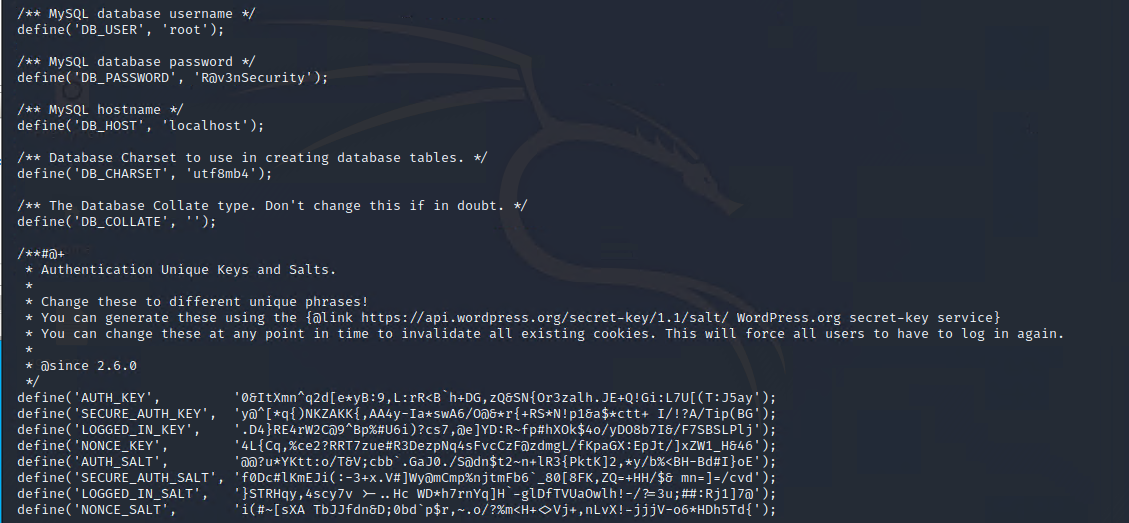 /** MySQL database username */
define('DB_USER', 'root');
/** MySQL database password */
define('DB_PASSWORD', 'R@v3nSecurity');
/** MySQL hostname */
define('DB_HOST', 'localhost');
/** Database Charset to use in creating database tables. */
define('DB_CHARSET', 'utf8mb4');
/** The Database Collate type. Don't change this if in doubt. */
define('DB_COLLATE', '');
/**#@+
* Authentication Unique Keys and Salts.
*
* Change these to different unique phrases!
* You can generate these using the {@link https://api.wordpress.org/secret-key/1.1/salt/ WordPress.org secret-key service}
* You can change these at any point in time to invalidate all existing cookies. This will force all users to have to log in again.
*
* @since 2.6.0
*/
define('AUTH_KEY', '0&ItXmn^q2d[e*yB:9,L:rR<B`h+DG,zQ&SN{Or3zalh.JE+Q!Gi:L7U[(T:J5ay');
define('SECURE_AUTH_KEY', 'y@^[*q{)NKZAKK{,AA4y-Ia*swA6/O@&*r{+RS*N!p1&a$*ctt+ I/!?A/Tip(BG');
define('LOGGED_IN_KEY', '.D4}RE4rW2C@9^Bp%#U6i)?cs7,@e]YD:R~fp#hXOk$4o/yDO8b7I&/F7SBSLPlj');
define('NONCE_KEY', '4L{Cq,%ce2?RRT7zue#R3DezpNq4sFvcCzF@zdmgL/fKpaGX:EpJt/]xZW1_H&46');
define('AUTH_SALT', '@@?u*YKtt:o/T&V;cbb`.GaJ0./S@dn$t2~n+lR3{PktK]2,*y/b%<BH-Bd#I}oE');
define('SECURE_AUTH_SALT', 'f0Dc#lKmEJi(:-3+x.V#]Wy@mCmp%njtmFb6`_80[8FK,ZQ=+HH/$& mn=]=/cvd');
define('LOGGED_IN_SALT', '}STRHqy,4scy7v >-..Hc WD*h7rnYq]H`-glDfTVUaOwlh!-/?=3u;##:Rj1]7@');
define('NONCE_SALT', 'i(#~[sXA TbJJfdn&D;0bd`p$r,~.o/?%m<H+<>Vj+,nLvX!-jjjV-o6*HDh5Td{');